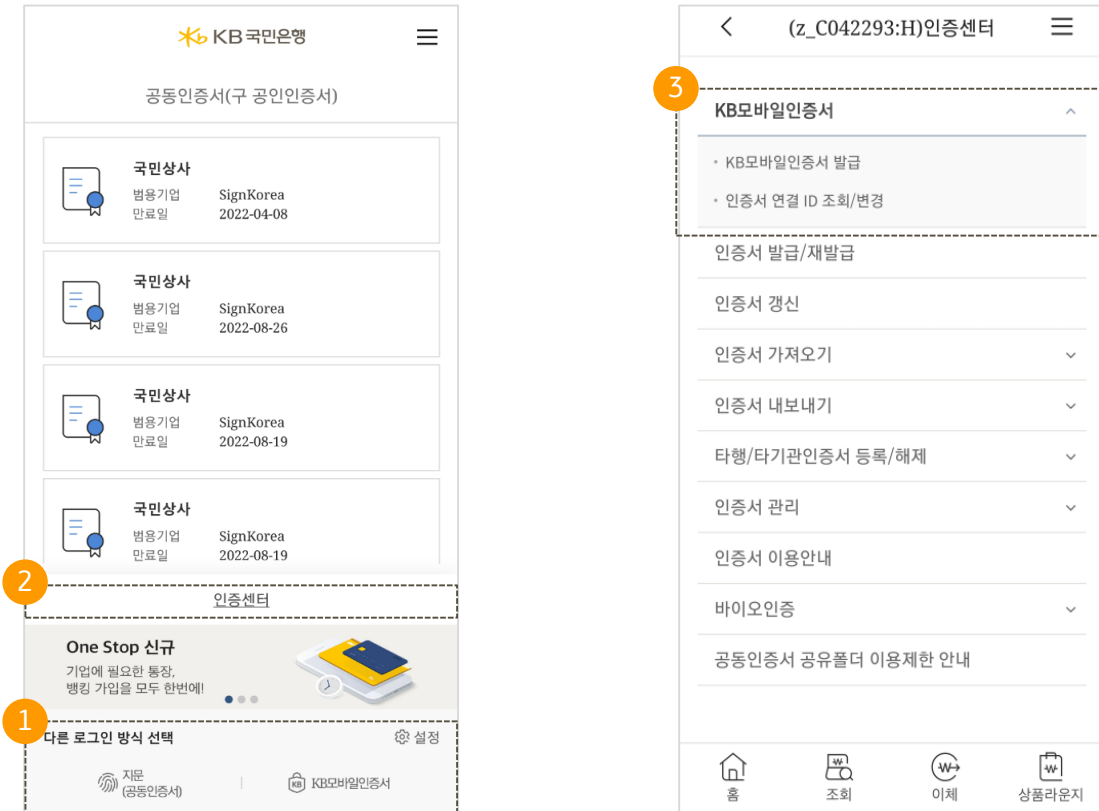 KB 국민은행
공동인증서(구 공인인증서)
국민상사
범용기업 SignKorea
만료일 2022-04-08
국민상사
범용기업 SignKorea
만료일 2022-08-26
국민상사
범용기업 SignKorea
만료일 2022-08-19
국민상사
범용기업 SignKorea
만료일 2022-08-19
2
인증센터
One Stop 신규
기업에 필요한 통장,
뱅킹 가입을 모두 한번에!
1
다른 로그인 방식 선택 설정
지문
(공동인증서)
KB KB모바일인증서
(z_C042293:H)인증센터
3
KB모바일인증서
• KB모바일인증서 발급
• 인증서 연결 ID 조회/변경
인증서 발급/재발급
인증서 갱신
인증서 가져오기
인증서 내보내기
타행/타기관인증서 등록/해제
인증서 관리
인증서 이용안내
바이오인증
공동인증서 공유폴더 이용제한 안내
홈 조회 이체 상품라운지